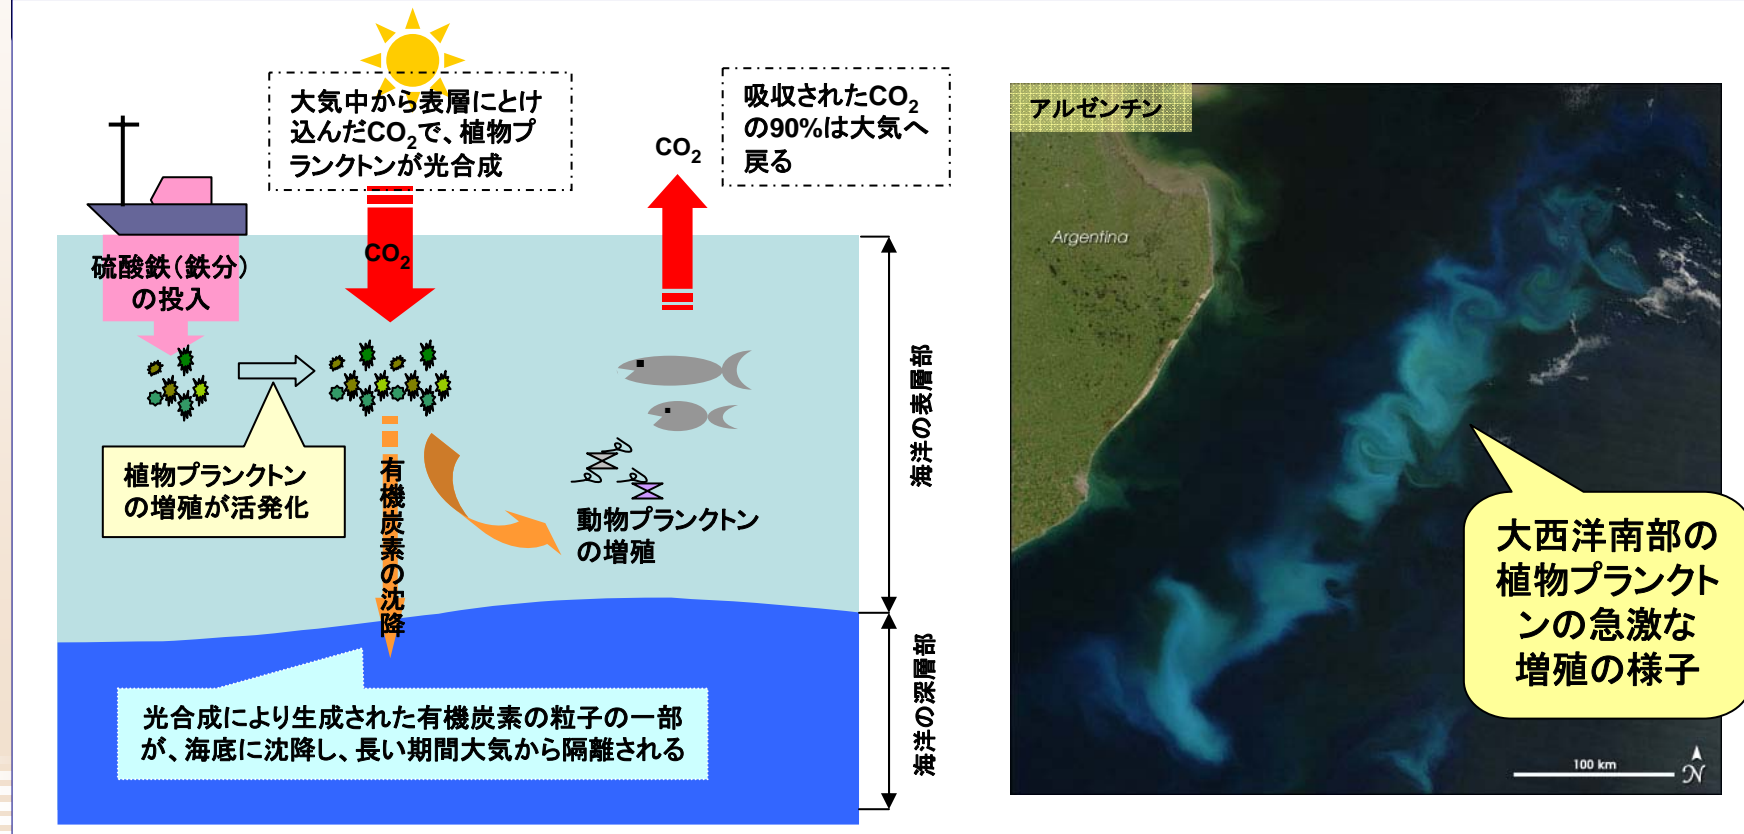 大気中から表層にとけ
込んだCO₂で、植物プ
ランクトンが光合成
吸収されたCO₂
の90%は大気へ
戻る
CO₂
CO₂
硫酸鉄（鉄分）
の投入
植物プランクトン
の増殖が活発化
有機炭素の沈降
動物プランクトン
の増殖
光合成により生成された有機炭素の粒子の一部
が、海底に沈降し、長い期間大気から隔離される
海洋の表層部
海洋の深層部
アルゼンチン
Argentina
大西洋南部の
植物プランクト
ンの急激な
増殖の様子
100 km
N